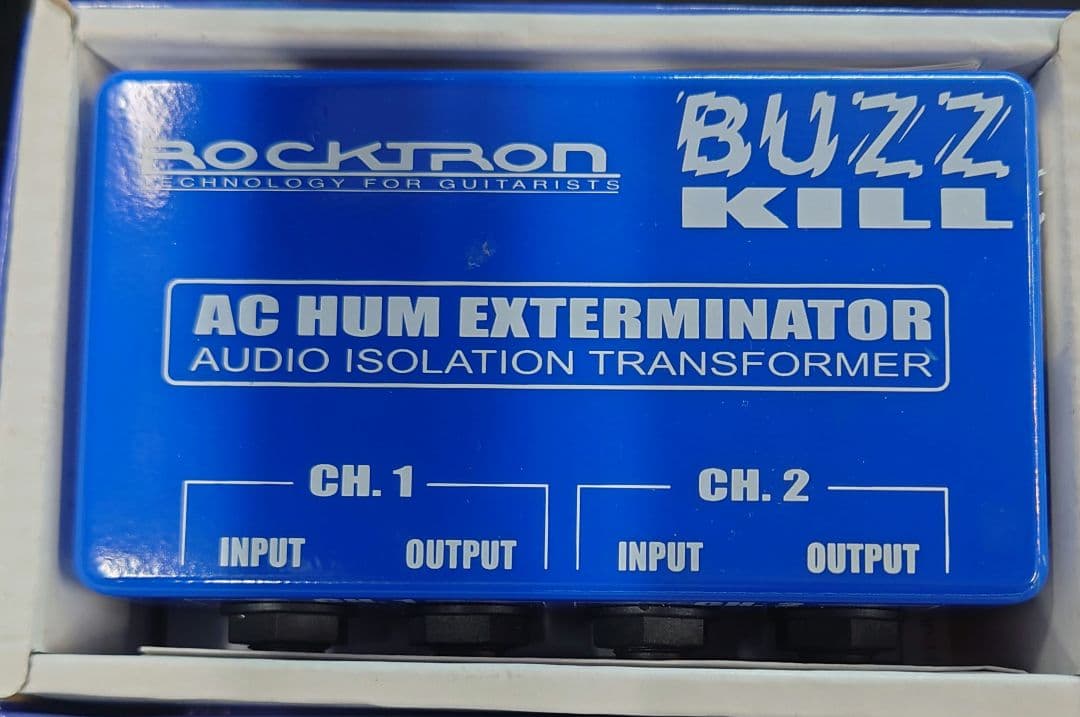 ROCKTRON
TECHNOLOGY FOR GUITARISTS
BUZZ
KILL
AC HUM EXTERMINATOR
AUDIO ISOLATION TRANSFORMER
CH. 1
INPUT OUTPUT
CH. 2
INPUT OUTPUT